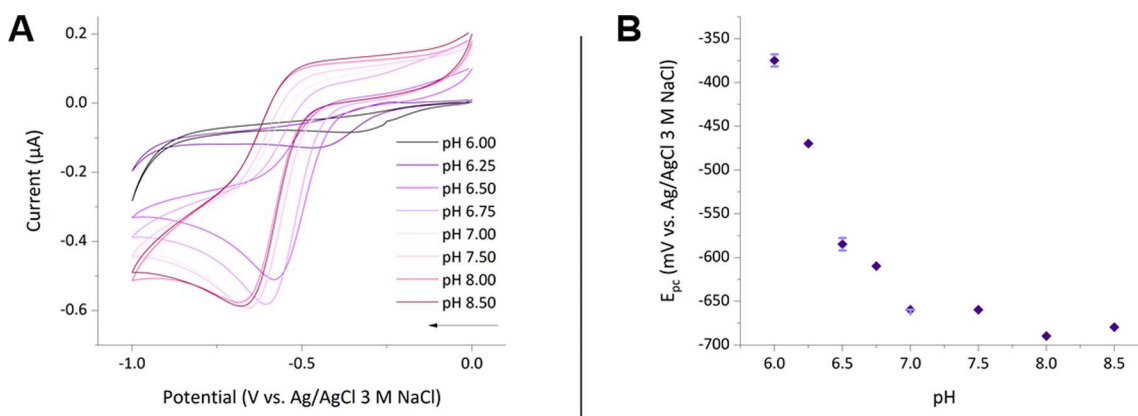 A
0.2
0.0
-0.2
-0.4
-0.6
Current (µA)
-1.0
-0.5
0.0
Potential (V vs. Ag/AgCl 3 M NaCl)
pH 6.00
pH 6.25
pH 6.50
pH 6.75
pH 7.00
pH 7.50
pH 8.00
pH 8.50
B
-350
-400
-450
-500
-550
-600
-650
-700
Epc (mV vs. Ag/AgCl 3 M NaCl)
6.0
6.5
7.0
7.5
8.0
8.5
pH